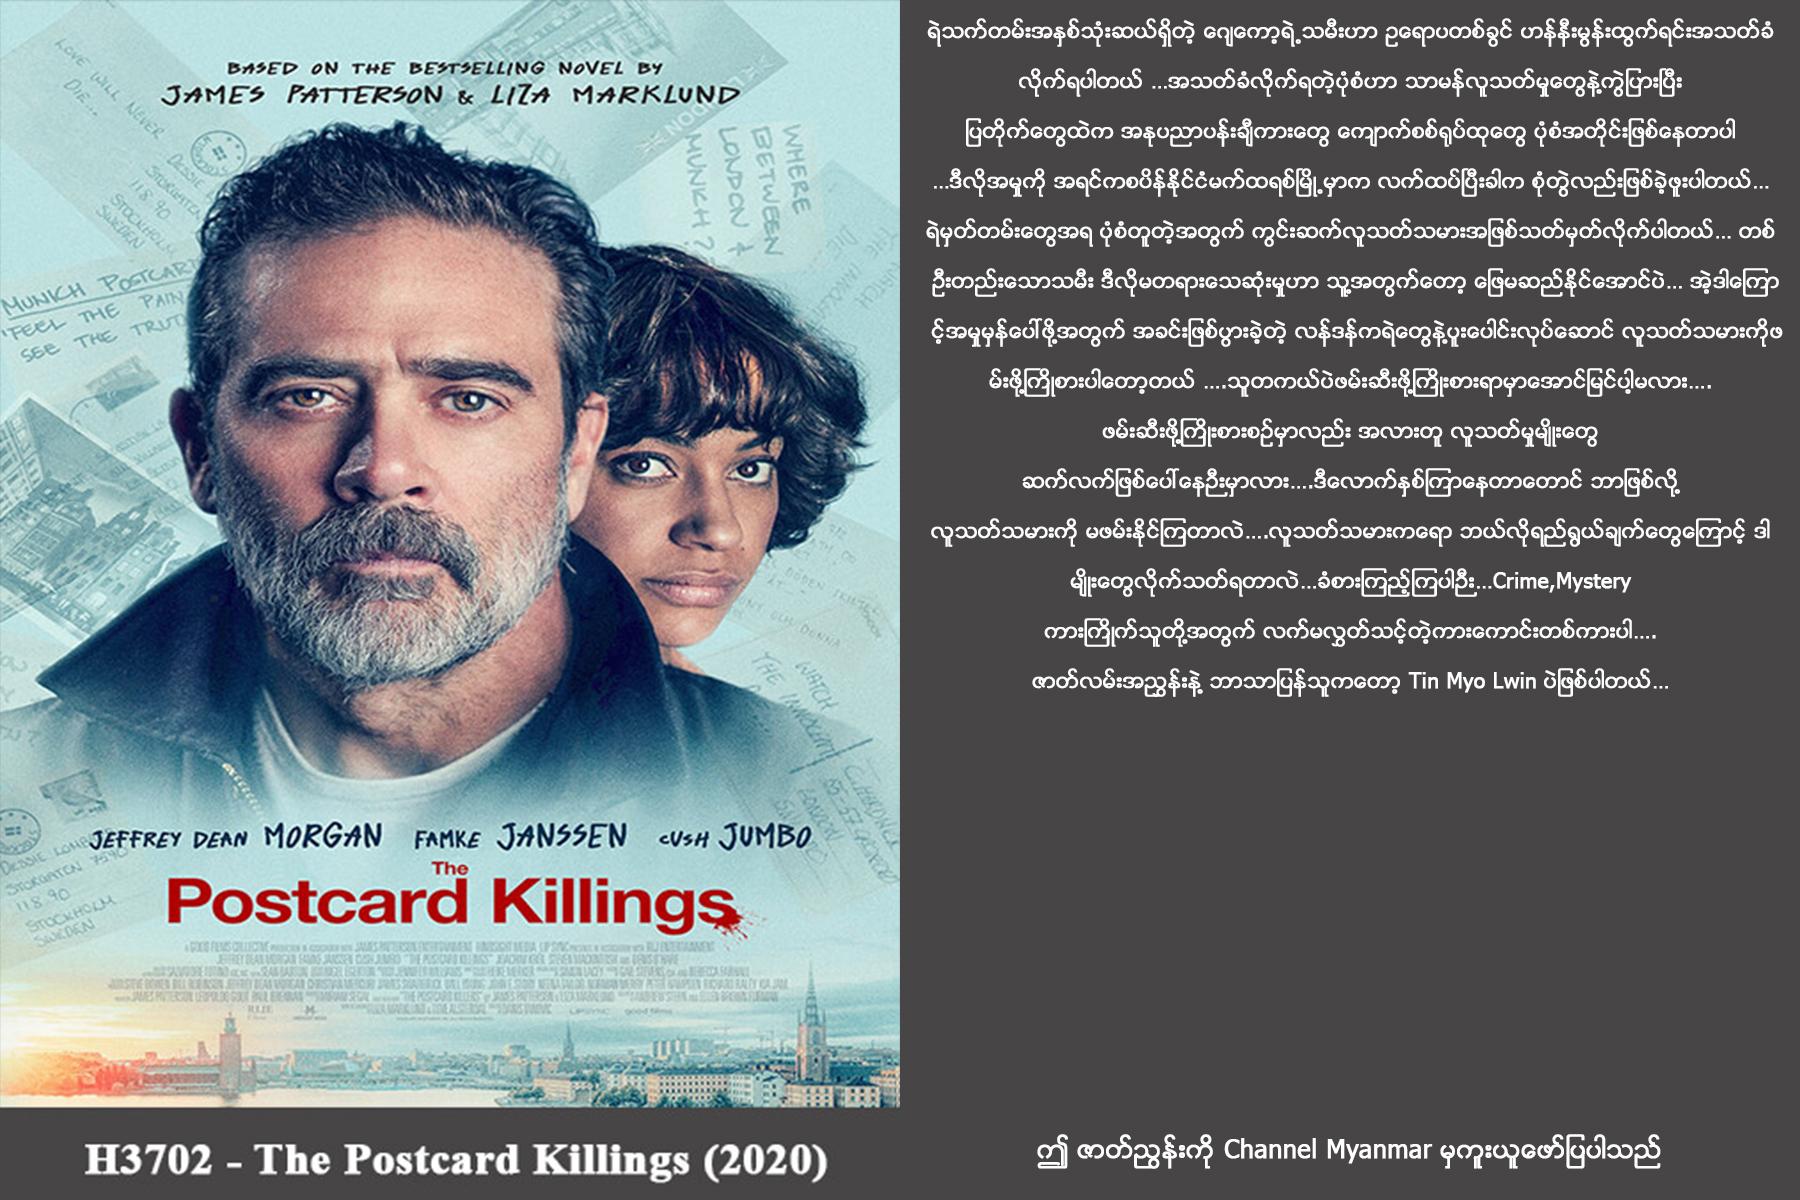 BASED ON THE BESTSELLING NOVEL BY
JAMES PATTERSON & LIZA MARKLUND
LOVE WILL NEVER
DIE...
STOCKHOLM
SWEDEN
WHERE
BETWEEN
LONDON +
MUNICH?
MUNICH POSTCARD
"FEEL THE PAIN
SEE THE TRUTH
WATCH
THE INNOCENT
JEFFREY DEAN MORGAN FAMKE JANSSEN CUSH JUMBO
The
Postcard Killings
H3702 - The Postcard Killings (2020)
ရဲသက်တမ်းအနှစ်သုံးဆယ်ရှိတဲ့ ဂျေကော့ရဲ့သမီးဟာ ဥရောပတစ်ခွင် ဟန်နီးမွန်းထွက်ရင်းအသတ်ခံ
လိုက်ရပါတယ် ...အသတ်ခံလိုက်ရတဲ့ပုံစံဟာ သာမန်လူသတ်မှုတွေနဲ့ကွဲပြားပြီး
ပြတိုက်တွေထဲက အနုပညာပန်းချီကားတွေ ကျောက်စစ်ရုပ်ထုတွေ ပုံစံအတိုင်းဖြစ်နေတာပါ
...ဒီလိုအမှုကို အရင်ကစပိန်နိုင်ငံမက်ထရစ်မြို့မှာက လက်ထပ်ပြီးခါက စုံတွဲလည်းဖြစ်ခဲ့ဖူးပါတယ်...
ရဲမှတ်တမ်းတွေအရ ပုံစံတူတဲ့အတွက် ကွင်းဆက်လူသတ်သမားအဖြစ်သတ်မှတ်လိုက်ပါတယ်... တစ်
ဦးတည်းသောသမီး ဒီလိုမတရားသေဆုံးမှုဟာ သူ့အတွက်တော့ ဖြေမဆည်နိုင်အောင်ပဲ... အဲ့ဒါကြော
င့်အမှုမှန်ပေါ်ဖို့အတွက် အခင်းဖြစ်ပွားခဲ့တဲ့ လန်ဒန်ကရဲတွေနဲ့ပူးပေါင်းလုပ်ဆောင် လူသတ်သမားကိုဖ
မ်းဖို့ကြိုစားပါတော့တယ် ....သူတကယ်ပဲဖမ်းဆီးဖို့ကြိုးစားရာမှာအောင်မြင်ပါ့မလား....
ဖမ်းဆီးဖို့ကြိုးစားစဉ်မှာလည်း အလားတူ လူသတ်မှုမျိုးတွေ
ဆက်လက်ဖြစ်ပေါ်နေဦးမှာလား....ဒီလောက်နှစ်ကြာနေတာတောင် ဘာဖြစ်လို့
လူသတ်သမားကို မဖမ်းနိုင်ကြတာလဲ....လူသတ်သမားကရော ဘယ်လိုရည်ရွယ်ချက်တွေကြောင့် ဒါ
မျိုးတွေလိုက်သတ်ရတာလဲ...ခံစားကြည့်ကြပါဦး...Crime,Mystery
ကားကြိုက်သူတို့အတွက် လက်မလွှတ်သင့်တဲ့ကားကောင်းတစ်ကားပါ....
ဇာတ်လမ်းအညွှန်းနဲ့ ဘာသာပြန်သူကတော့ Tin Myo Lwin ပဲဖြစ်ပါတယ်...
ဤ ဇာတ်ညွှန်းကို Channel Myanmar မှကူးယူဖော်ပြပါသည်